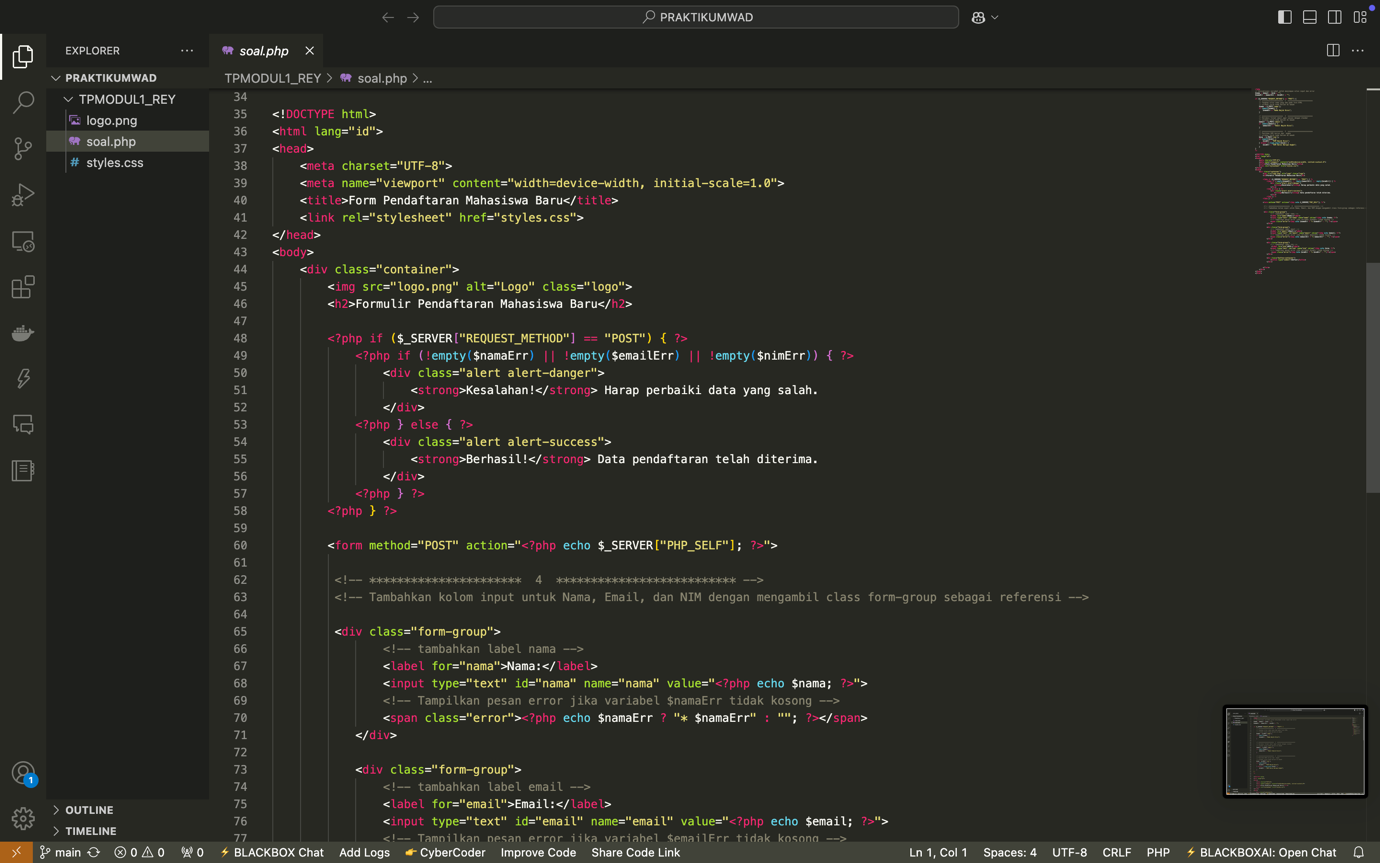 PRAKTIKUMWAD
EXPLORER
soal.php
PRAKTIKUMWAD
TPMODUL1_REY
logo.png
soal.php
styles.css
TPMODUL1_REY > soal.php > ...
34
35 <!DOCTYPE html>
36 <html lang="id">
37 <head>
38 <meta charset="UTF-8">
39 <meta name="viewport" content="width=device-width, initial-scale=1.0">
40 <title>Form Pendaftaran Mahasiswa Baru</title>
41 <link rel="stylesheet" href="styles.css">
42 </head>
43 <body>
44 <div class="container">
45 <img src="logo.png" alt="Logo" class="logo">
46 <h2>Formulir Pendaftaran Mahasiswa Baru</h2>
47
48 <?php if ($_SERVER["REQUEST_METHOD"] == "POST") { ?>
49 <?php if (!empty($namaErr) || !empty($emailErr) || !empty($nimErr)) { ?>
50 <div class="alert alert-danger">
51 <strong>Kesalahan!</strong> Harap perbaiki data yang salah.
52 </div>
53 <?php } else { ?>
54 <div class="alert alert-success">
55 <strong>Berhasil!</strong> Data pendaftaran telah diterima.
56 </div>
57 <?php } ?>
58 <?php } ?>
59
60 <form method="POST" action="<?php echo $_SERVER["PHP_SELF"]; ?>">
61
62 <!-- ********************** 4 ************************** -->
63 <!-- Tambahkan kolom input untuk Nama, Email, dan NIM dengan mengambil class form-group sebagai referensi -->
64
65 <div class="form-group">
66 <!-- tambahkan label nama -->
67 <label for="nama">Nama:</label>
68 <input type="text" id="nama" name="nama" value="<?php echo $nama; ?>">
69 <!-- Tampilkan pesan error jika variabel $namaErr tidak kosong -->
70 <span class="error"><?php echo $namaErr ? "* $namaErr" : ""; ?></span>
71 </div>
72
73 <div class="form-group">
74 <!-- tambahkan label email -->
75 <label for="email">Email:</label>
76 <input type="text" id="email" name="email" value="<?php echo $email; ?>">
77 <!-- Tampilkan pesan error jika variabel $emailErr tidak kosong -->
1
OUTLINE
TIMELINE
main 0 0 0 BLACKBOX Chat Add Logs CyberCoder Improve Code Share Code Link Ln 1, Col 1 Spaces: 4 UTF-8 CRLF PHP BLACKBOXAI: Open Chat